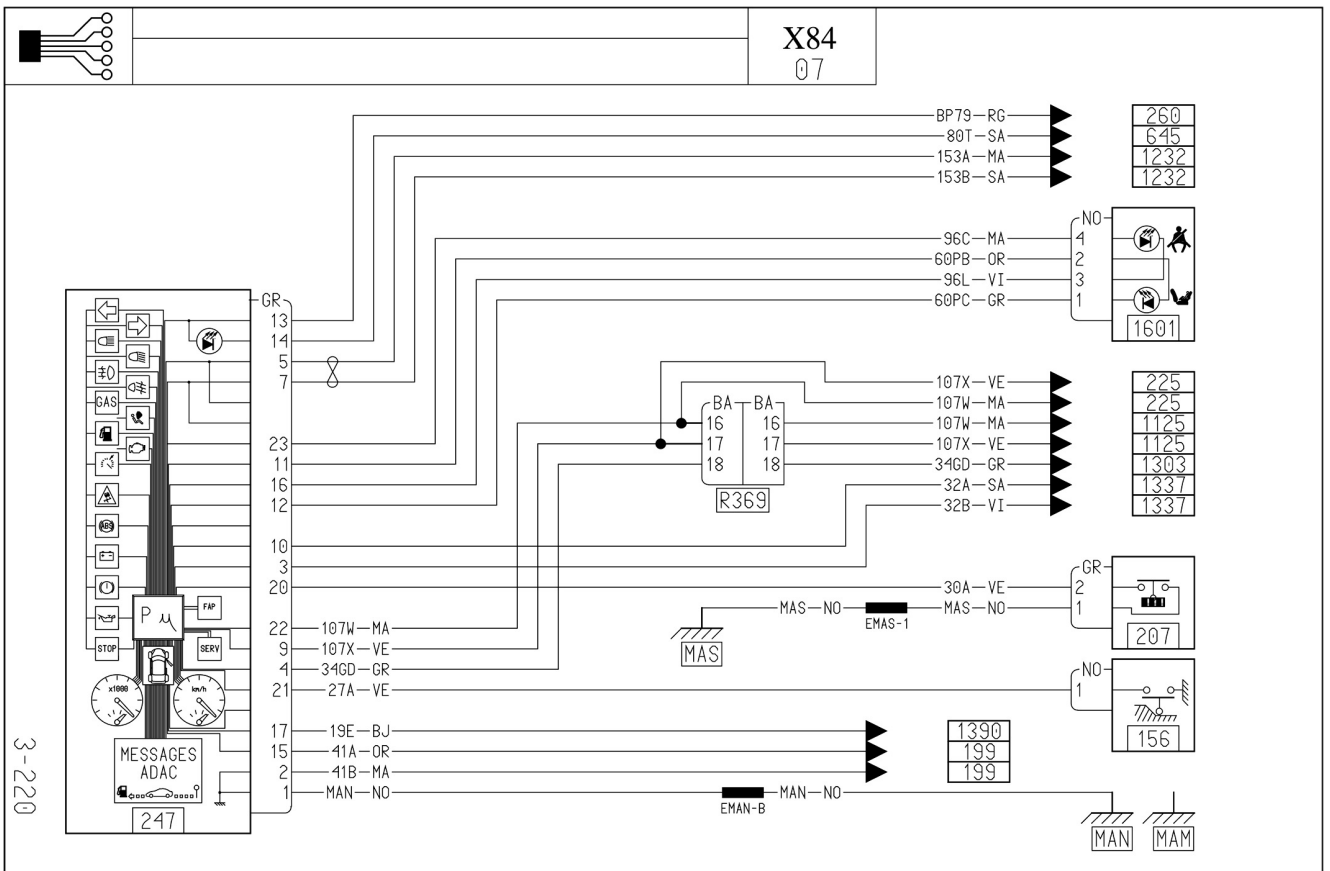 X84
07
BP79 RG 260
80T SA 645
153A MA 1232
153B SA 1232
NO
96C MA 4
60PB OR 2
96L VI 3
60PC GR 1
1601
GR
13
14
5
7
23
11
16
12
10
3
20
22 107W MA
9 107X VE
4 34GD GR
21 27A VE
17 19E BJ 1390
15 41A OR 199
2 41B MA 199
1 MAN NO EMAN-B MAN NO
107X VE 225
107W MA 225
BA BA
16 16 107W MA 1125
17 17 107X VE 1125
18 18 34GD GR 1303
R369
32A SA 1337
32B VI 1337
GR
30A VE 2
MAS NO EMAS-1 MAS NO 1
207
MAS
NO
1
156
MAN MAM
GAS
ABS
STOP
Pμ
FAP
SERV
x1000
km/h
MESSAGES
ADAC
247
3-220